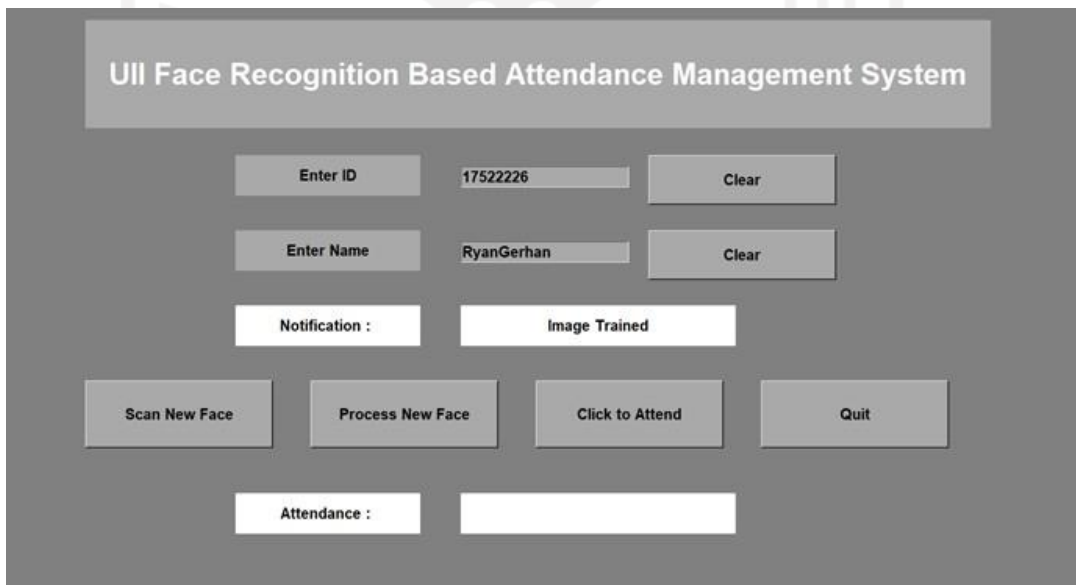 UII Face Recognition Based Attendance Management System
Enter ID 17522226 Clear
Enter Name RyanGerhan Clear
Notification : Image Trained
Scan New Face Process New Face Click to Attend Quit
Attendance :